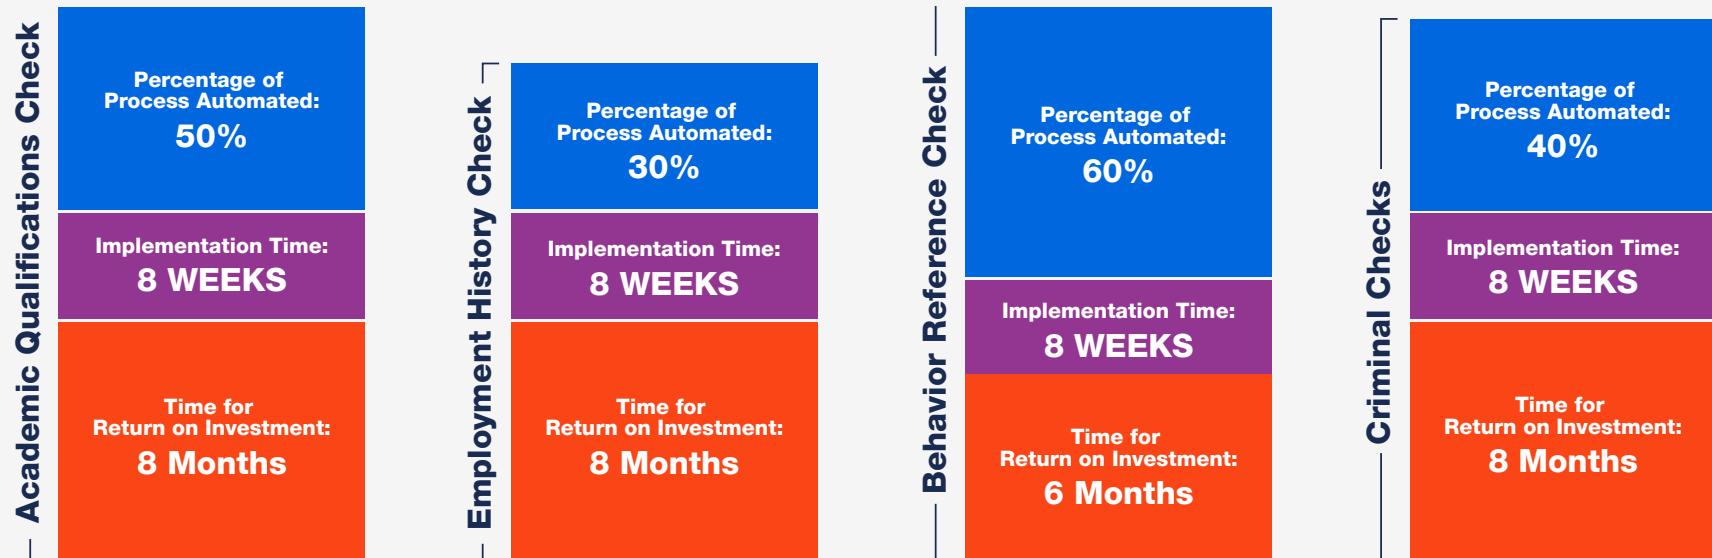 Academic Qualifications Check
Percentage of
Process Automated:
50%
Implementation Time:
8 WEEKS
Time for
Return on Investment:
8 Months
Employment History Check
Percentage of
Process Automated:
30%
Implementation Time:
8 WEEKS
Time for
Return on Investment:
8 Months
Behavior Reference Check
Percentage of
Process Automated:
60%
Implementation Time:
8 WEEKS
Time for
Return on Investment:
6 Months
Criminal Checks
Percentage of
Process Automated:
40%
Implementation Time:
8 WEEKS
Time for
Return on Investment:
8 Months